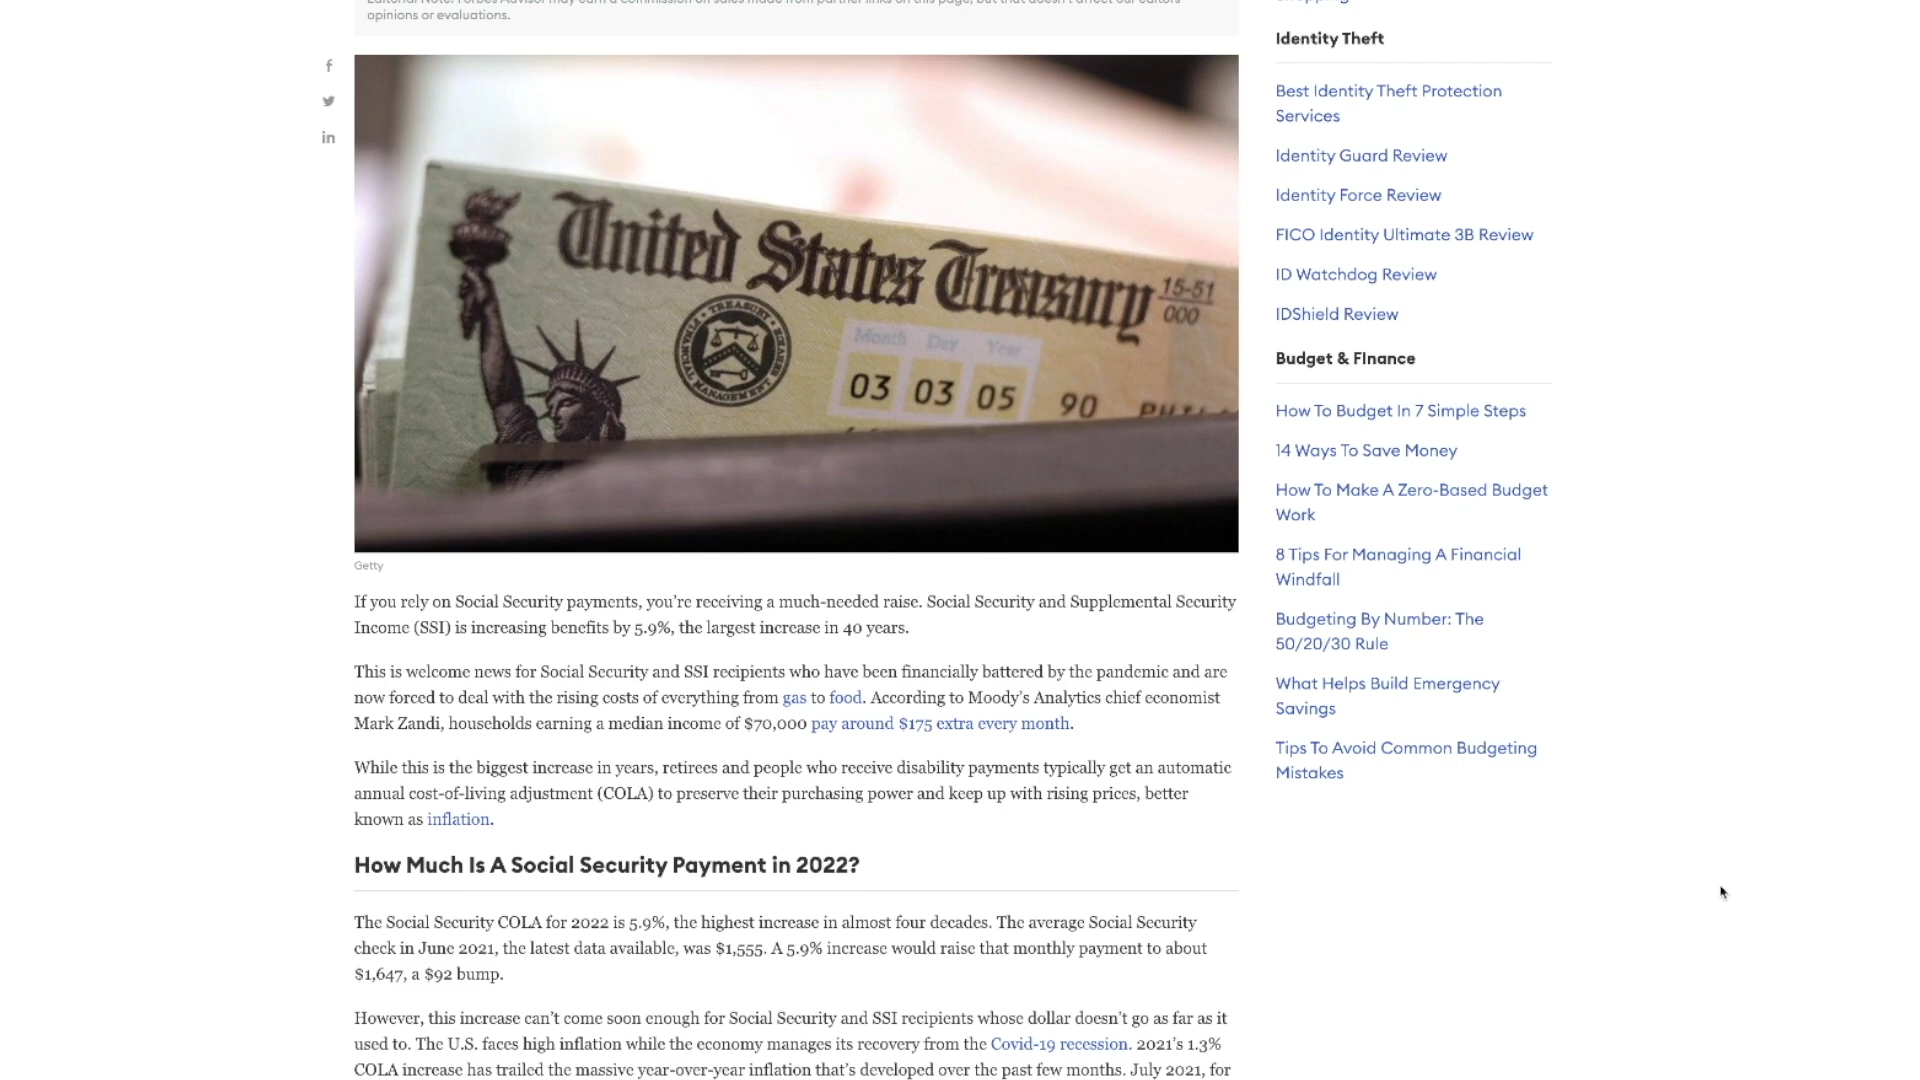 opinions or evaluations.
United States Treasury
15-51
000
Month Day Year
03 03 05
90
Getty
If you rely on Social Security payments, you’re receiving a much-needed raise. Social Security and Supplemental Security
Income (SSI) is increasing benefits by 5.9%, the largest increase in 40 years.
This is welcome news for Social Security and SSI recipients who have been financially battered by the pandemic and are
now forced to deal with the rising costs of everything from gas to food. According to Moody’s Analytics chief economist
Mark Zandi, households earning a median income of $70,000 pay around $175 extra every month.
While this is the biggest increase in years, retirees and people who receive disability payments typically get an automatic
annual cost-of-living adjustment (COLA) to preserve their purchasing power and keep up with rising prices, better
known as inflation.
How Much Is A Social Security Payment in 2022?
The Social Security COLA for 2022 is 5.9%, the highest increase in almost four decades. The average Social Security
check in June 2021, the latest data available, was $1,555. A 5.9% increase would raise that monthly payment to about
$1,647, a $92 bump.
However, this increase can’t come soon enough for Social Security and SSI recipients whose dollar doesn’t go as far as it
used to. The U.S. faces high inflation while the economy manages its recovery from the Covid-19 recession. 2021’s 1.3%
COLA increase has trailed the massive year-over-year inflation that’s developed over the past few months. July 2021, for
Identity Theft
Best Identity Theft Protection
Services
Identity Guard Review
Identity Force Review
FICO Identity Ultimate 3B Review
ID Watchdog Review
IDShield Review
Budget & FInance
How To Budget In 7 Simple Steps
14 Ways To Save Money
How To Make A Zero-Based Budget
Work
8 Tips For Managing A Financial
Windfall
Budgeting By Number: The
50/20/30 Rule
What Helps Build Emergency
Savings
Tips To Avoid Common Budgeting
Mistakes